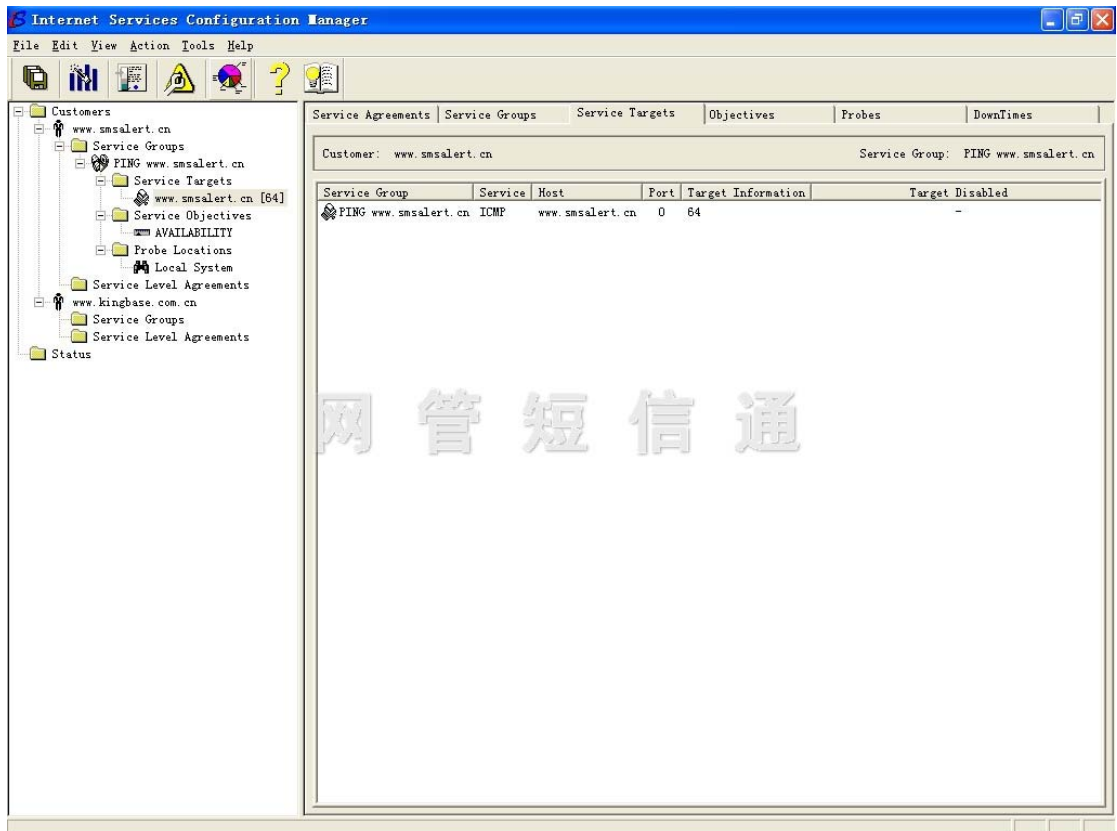 Internet Services Configuration Manager
File Edit View Action Tools Help
Customers
www.smsalert.cn
Service Groups
PING www.smsalert.cn
Service Targets
www.smsalert.cn [64]
Service Objectives
AVAILABILITY
Probe Locations
Local System
Service Level Agreements
www.kingbase.com.cn
Service Groups
Service Level Agreements
Status
Service Agreements Service Groups Service Targets Objectives Probes DownTimes
Customer: www.smsalert.cn Service Group: PING www.smsalert.cn
Service Group Service Host Port Target Information Target Disabled
PING www.smsalert.cn ICMP www.smsalert.cn 0 64 -
网管短信通